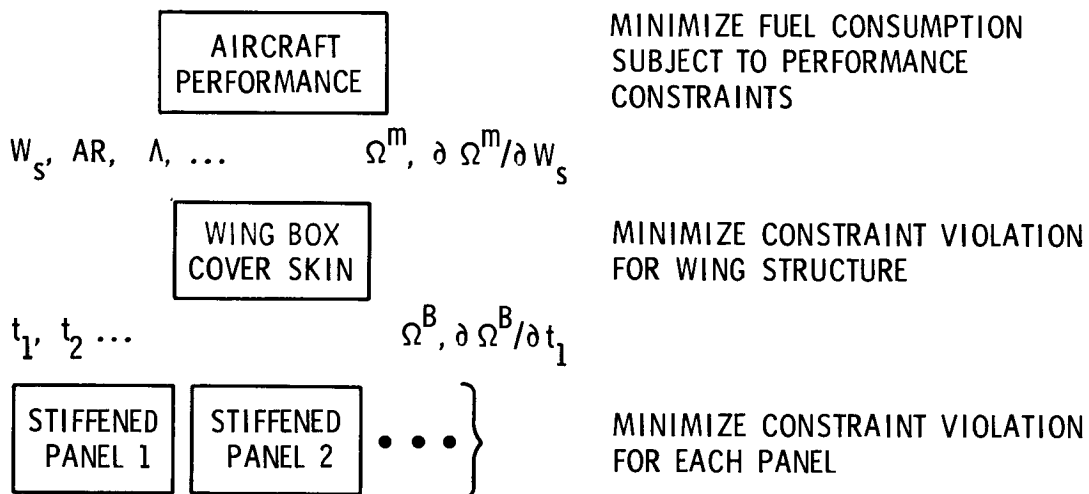 AIRCRAFT
PERFORMANCE
MINIMIZE FUEL CONSUMPTION
SUBJECT TO PERFORMANCE
CONSTRAINTS
W_s, AR, Λ, ... Ω^m, ∂ Ω^m/∂ W_s
WING BOX
COVER SKIN
MINIMIZE CONSTRAINT VIOLATION
FOR WING STRUCTURE
t_1, t_2 ... Ω^B, ∂ Ω^B/∂ t_1
STIFFENED
PANEL 1
STIFFENED
PANEL 2
• • • }
MINIMIZE CONSTRAINT VIOLATION
FOR EACH PANEL